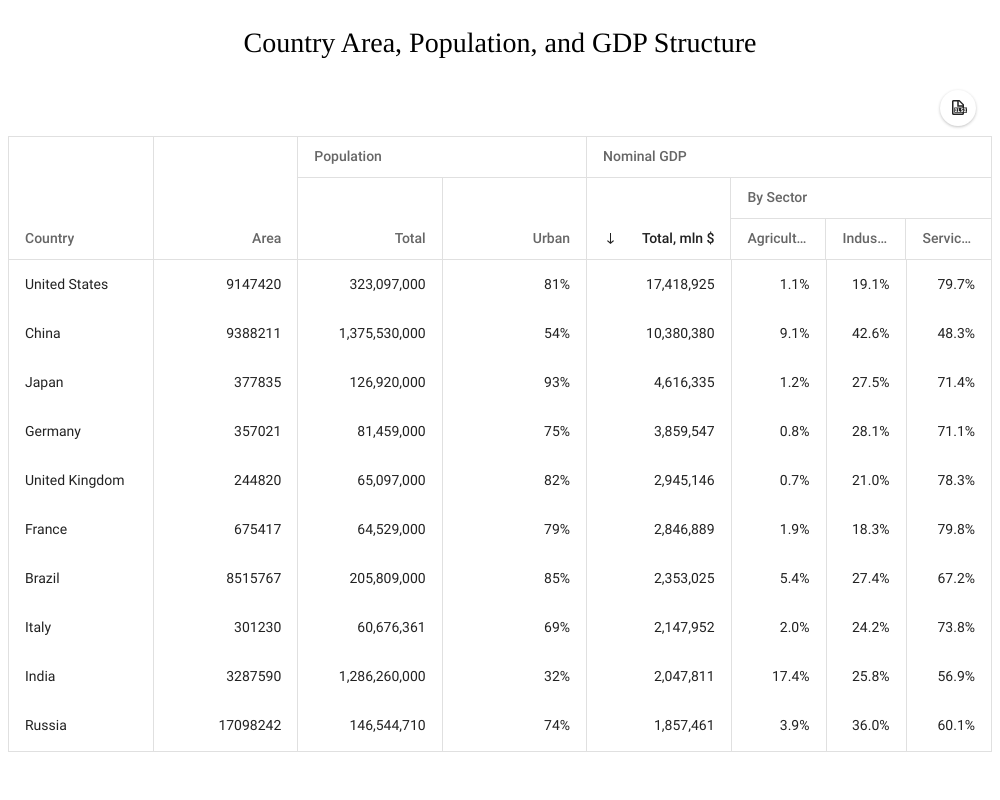 Country Area, Population, and GDP Structure
Population Nominal GDP
By Sector
Country Area Total Urban Total, mln $ Agricult... Indus... Servic...
United States 9147420 323,097,000 81% 17,418,925 1.1% 19.1% 79.7%
China 9388211 1,375,530,000 54% 10,380,380 9.1% 42.6% 48.3%
Japan 377835 126,920,000 93% 4,616,335 1.2% 27.5% 71.4%
Germany 357021 81,459,000 75% 3,859,547 0.8% 28.1% 71.1%
United Kingdom 244820 65,097,000 82% 2,945,146 0.7% 21.0% 78.3%
France 675417 64,529,000 79% 2,846,889 1.9% 18.3% 79.8%
Brazil 8515767 205,809,000 85% 2,353,025 5.4% 27.4% 67.2%
Italy 301230 60,676,361 69% 2,147,952 2.0% 24.2% 73.8%
India 3287590 1,286,260,000 32% 2,047,811 17.4% 25.8% 56.9%
Russia 17098242 146,544,710 74% 1,857,461 3.9% 36.0% 60.1%